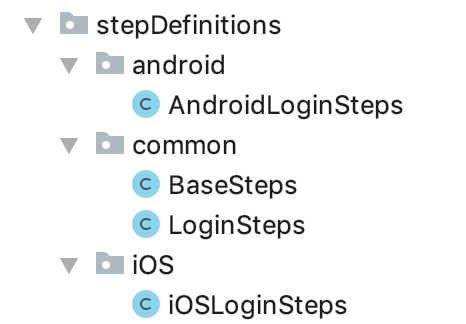 stepDefinitions
android
C AndroidLoginSteps
common
C BaseSteps
C LoginSteps
iOS
C iOSLoginSteps